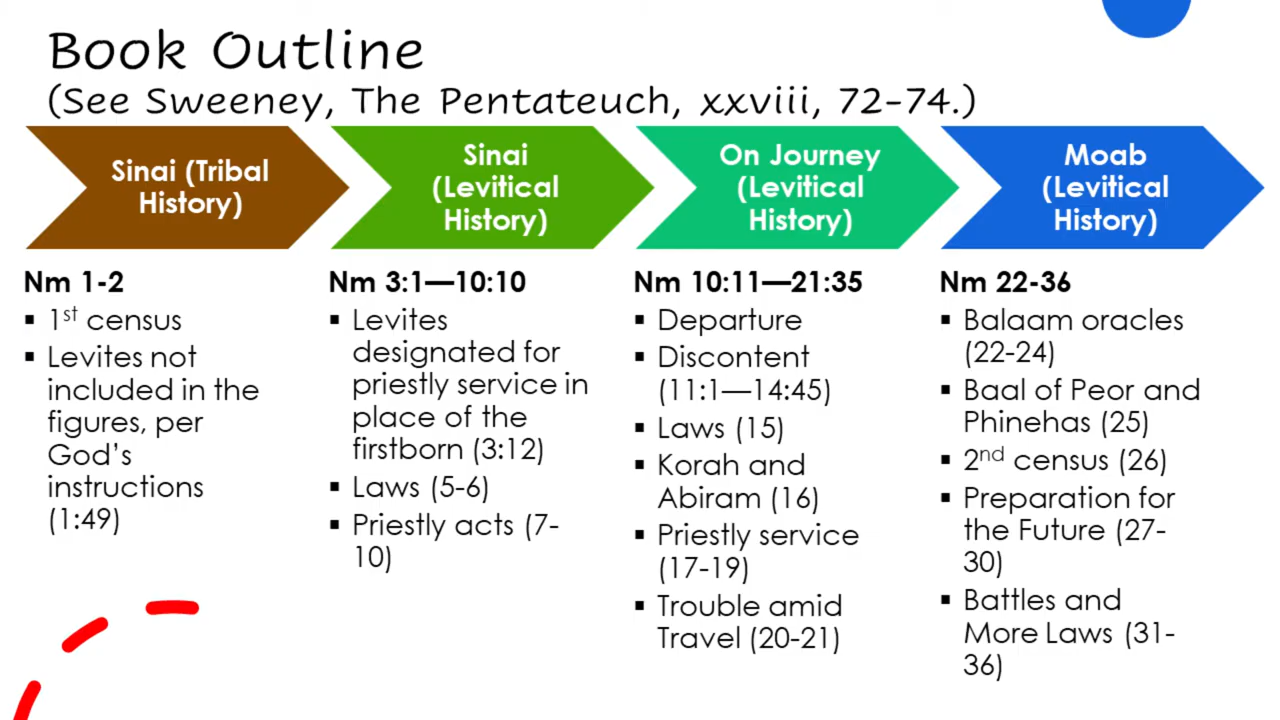 Book Outline
(See Sweeney, The Pentateuch, xxviii, 72-74.)
Sinai (Tribal
History)
Nm 1-2
▪ 1st census
▪ Levites not
included in the
figures, per
God’s
instructions
(1:49)
Sinai
(Levitical
History)
Nm 3:1—10:10
▪ Levites
designated for
priestly service in
place of the
firstborn (3:12)
▪ Laws (5-6)
▪ Priestly acts (7-
10)
On Journey
(Levitical
History)
Nm 10:11—21:35
▪ Departure
▪ Discontent
(11:1—14:45)
▪ Laws (15)
▪ Korah and
Abiram (16)
▪ Priestly service
(17-19)
▪ Trouble amid
Travel (20-21)
Moab
(Levitical
History)
Nm 22-36
▪ Balaam oracles
(22-24)
▪ Baal of Peor and
Phinehas (25)
▪ 2nd census (26)
▪ Preparation for
the Future (27-
30)
▪ Battles and
More Laws (31-
36)